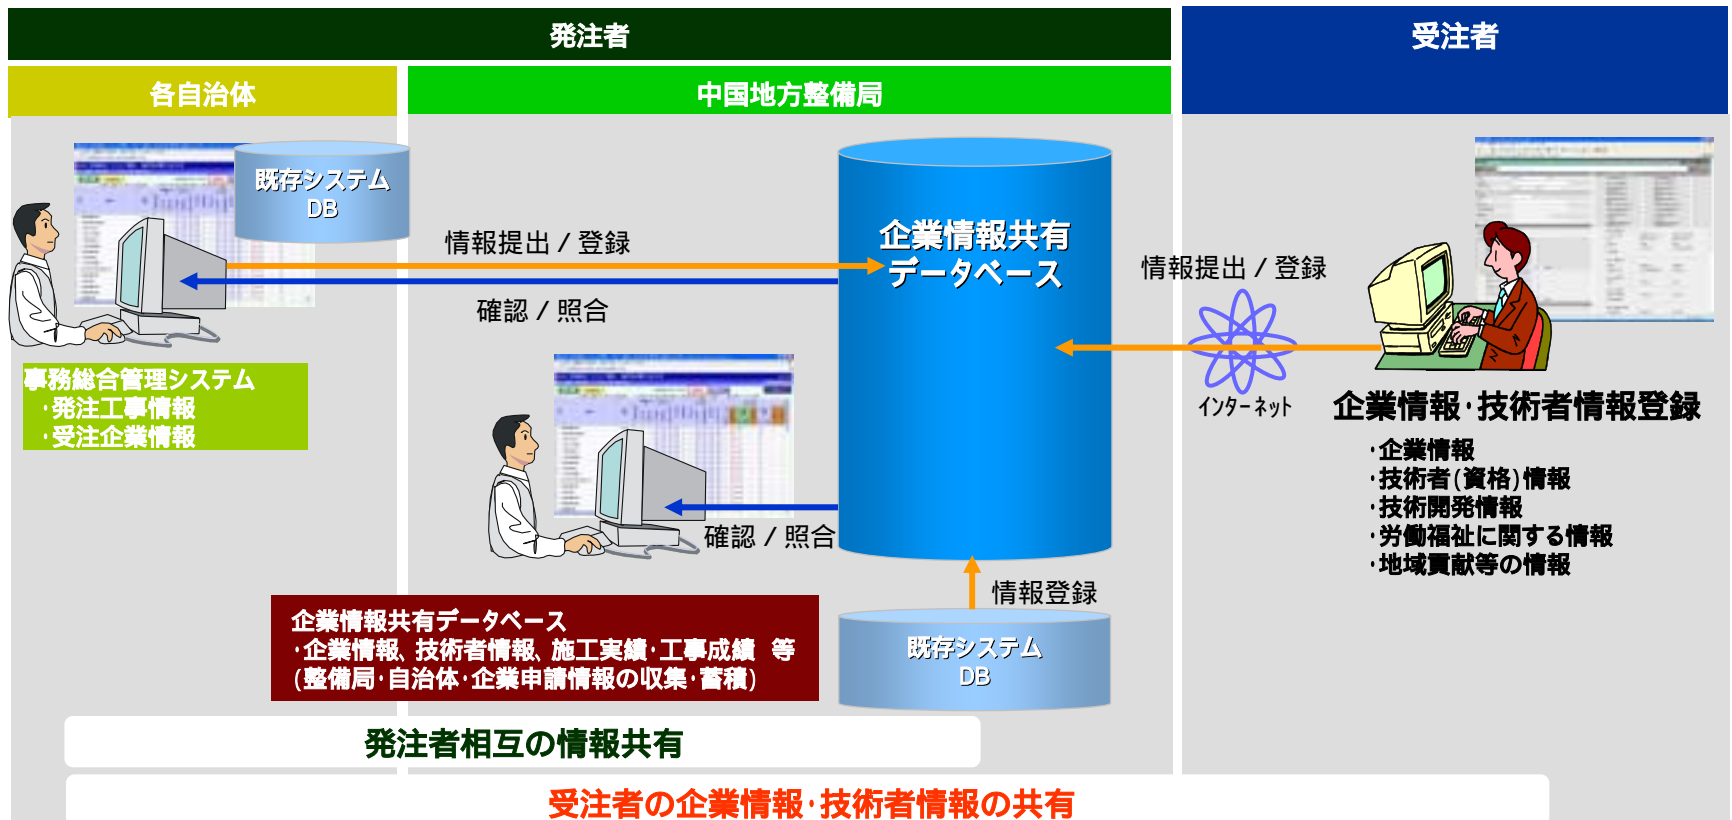 発注者
受注者
各自治体
中国地方整備局
既存システム
DB
情報提出 / 登録
確認 / 照合
事務総合管理システム
・発注工事情報
・受注企業情報
企業情報共有
データベース
確認 / 照合
情報登録
既存システム
DB
企業情報共有データベース
・企業情報、技術者情報、施工実績・工事成績 等
(整備局・自治体・企業申請情報の収集・蓄積)
情報提出 / 登録
インターネット
企業情報・技術者情報登録
・企業情報
・技術者(資格)情報
・技術開発情報
・労働福祉に関する情報
・地域貢献等の情報
発注者相互の情報共有
受注者の企業情報・技術者情報の共有